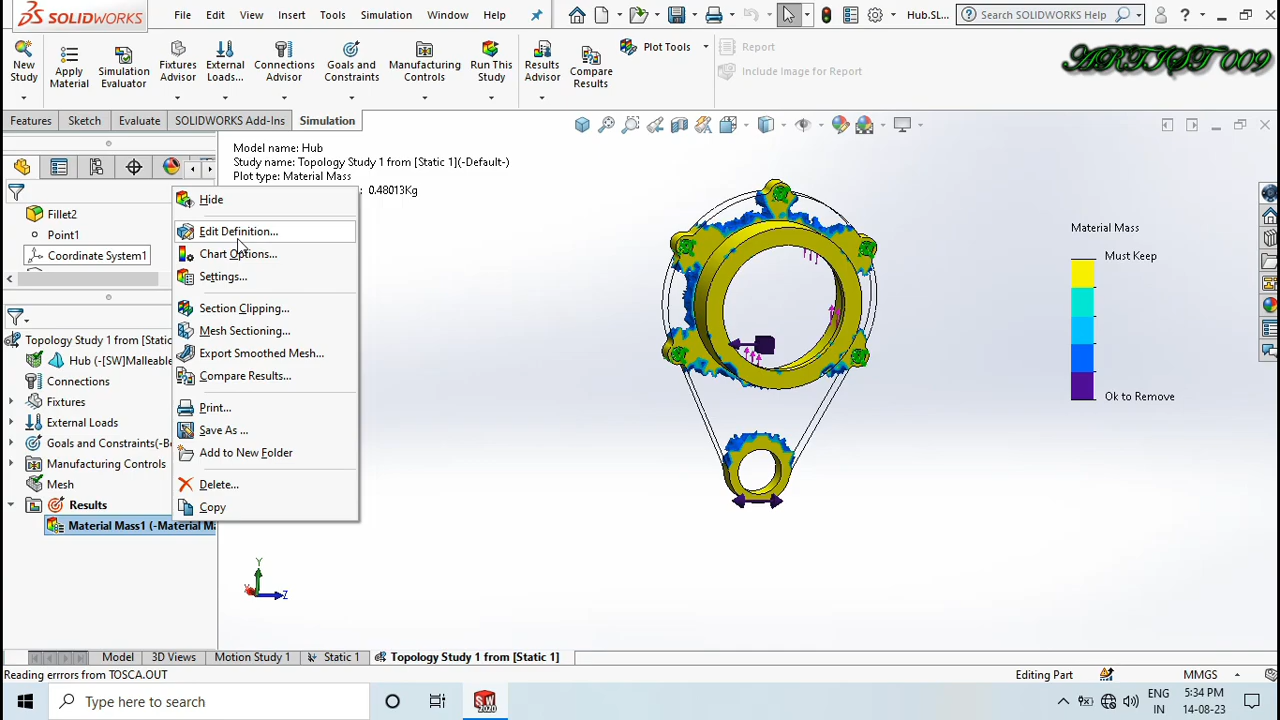 SOLIDWORKS
File
Edit
View
Insert
Tools
Simulation
Window
Help
Hub.SL...
Search SOLIDWORKS Help
?
New Study
Apply Material
Simulation Evaluator
Fixtures Advisor
External Loads...
Connections Advisor
Goals and Constraints
Manufacturing Controls
Run This Study
Results Advisor
Compare Results
Plot Tools
Report
Include Image for Report
ARTIST 009
Features
Sketch
Evaluate
SOLIDWORKS Add-Ins
Simulation
Model name: Hub
Study name: Topology Study 1 from [Static 1](-Default-)
Plot type: Material Mass
: 0.48013Kg
Fillet2
Point1
Coordinate System1
Topology Study 1 from [Static
Hub (-[SW]Malleable
Connections
Fixtures
External Loads
Goals and Constraints(-Be
Manufacturing Controls
Mesh
Results
Material Mass1 (-Material Ma
Hide
Edit Definition...
Chart Options...
Settings...
Section Clipping...
Mesh Sectioning...
Export Smoothed Mesh...
Compare Results...
Print...
Save As ...
Add to New Folder
Delete...
Copy
Material Mass
Must Keep
Ok to Remove
Y
Z
Model
3D Views
Motion Study 1
Static 1
Topology Study 1 from [Static 1]
Reading errors from TOSCA.OUT
Editing Part
MMGS
Type here to search
SW 2020
ENG
IN
5:34 PM
14-08-23